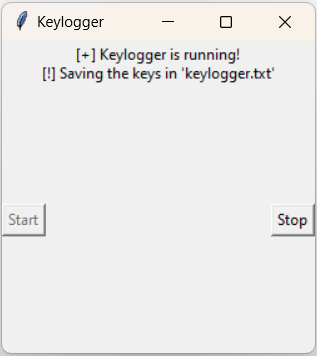 Keylogger
[+] Keylogger is running!
[!] Saving the keys in 'keylogger.txt'
Start
Stop